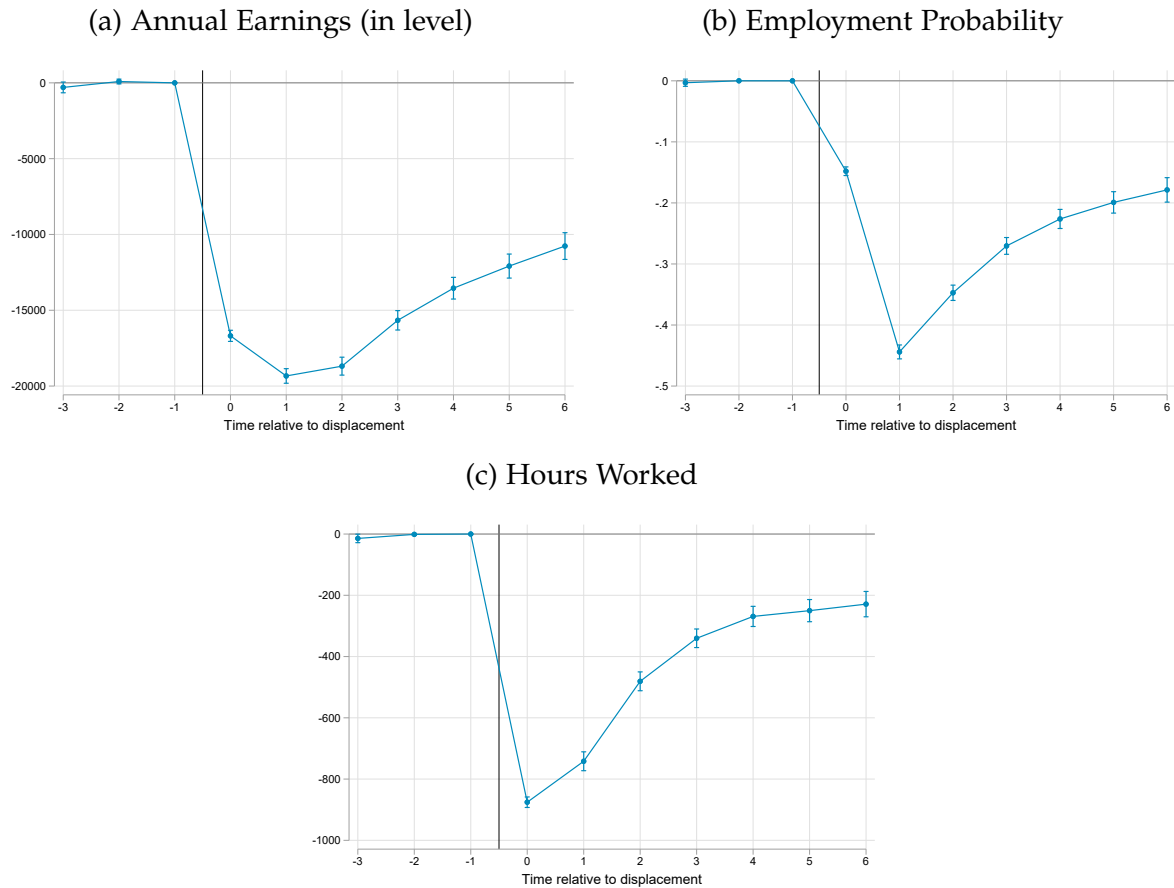 (a) Annual Earnings (in level)
0
-5000
-10000
-15000
-20000
-3 -2 -1 0 1 2 3 4 5 6
Time relative to displacement
(b) Employment Probability
0
-.1
-.2
-.3
-.4
-.5
-3 -2 -1 0 1 2 3 4 5 6
Time relative to displacement
(c) Hours Worked
0
-200
-400
-600
-800
-1000
-3 -2 -1 0 1 2 3 4 5 6
Time relative to displacement